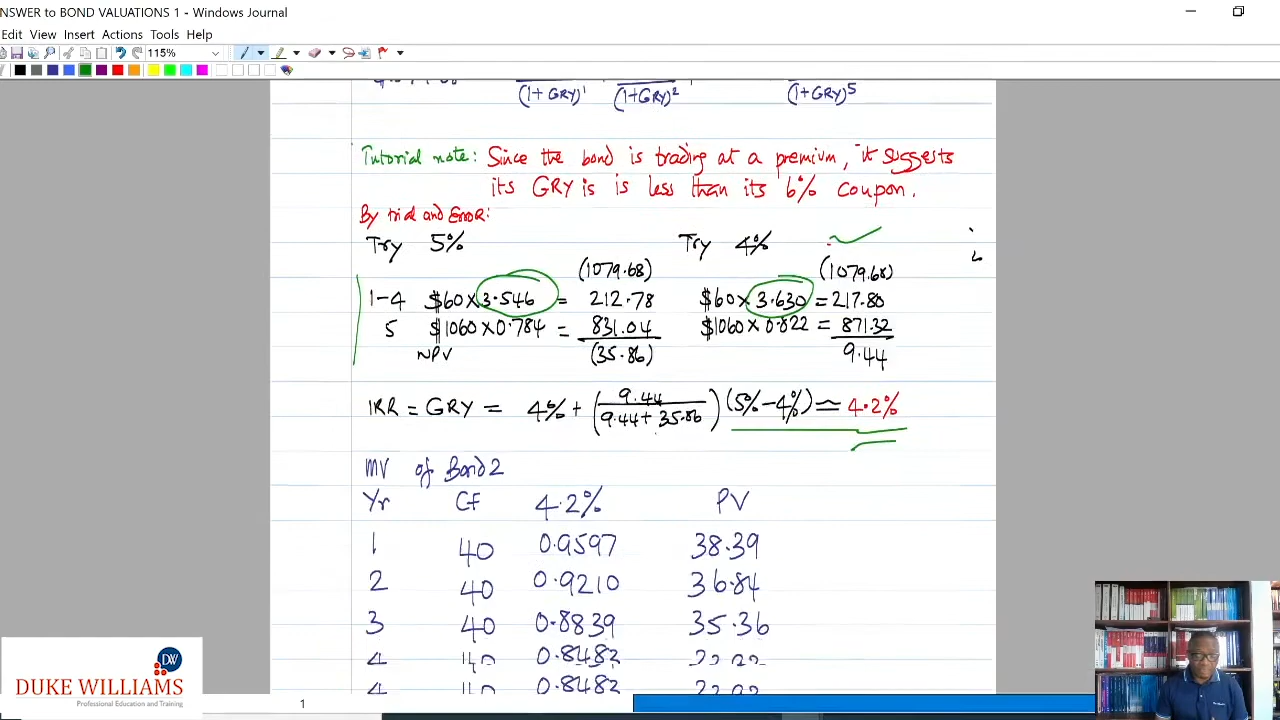 NSWER to BOND VALUATIONS 1 - Windows Journal
Edit View Insert Actions Tools Help
115%
(1+GRY)¹ (1+GRY)² (1+GRY)⁵
Tutorial note: Since the bond is trading at a premium, it suggests
its GRY is is less than its 6% coupon.
By trial and Error:
Try 5% Try 4%
(1079.68) (1079.68)
1-4 $60 × 3.546 = 212.78 $60 × 3.630 = 217.80
5 $1060 × 0.784 = 831.04 $1060 × 0.822 = 871.32
NPV (35.86) 9.44
IRR = GRY = 4% + (9.44 / 9.44 + 35.86) (5% - 4%) ≃ 4.2%
MV of Bond 2
Yr CF 4.2% PV
1 40 0.9597 38.39
2 40 0.9210 36.84
3 40 0.8839 35.36
4 40 0.8482
4 40 0.8482
DW
DUKE WILLIAMS
Professional Education and Training
1